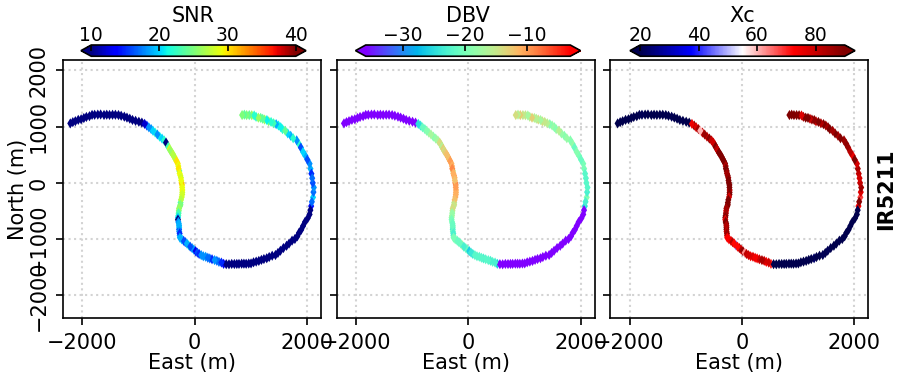 SNR DBV Xc
10 20 30 40 −30 −20 −10 20 40 60 80
2000
1000
0
−1000
−2000
North (m)
IR5211
−2000 0 2000 −2000 0 2000 −2000 0 2000
East (m) East (m) East (m)